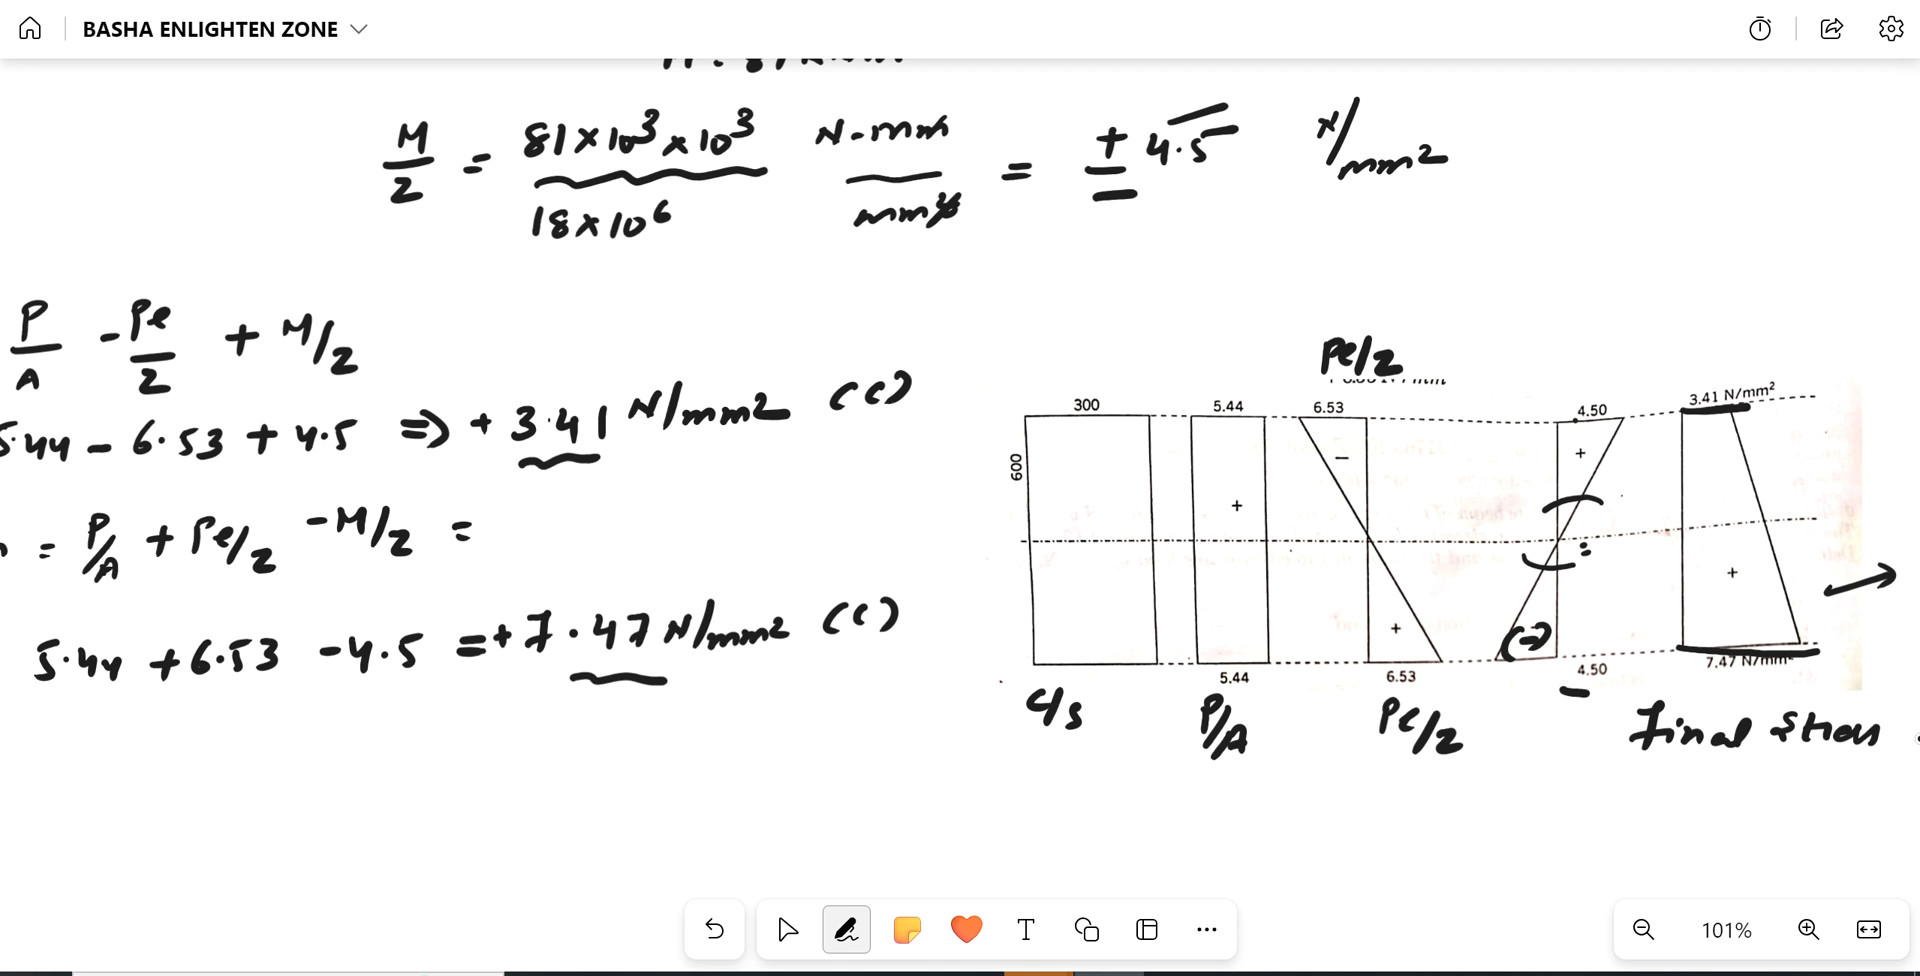 BASHA ENLIGHTEN ZONE
M/Z = 81×10³×10³ / 18×10⁶ N-mm / mm³ = ± 4.5 N/mm²
P/A - Pe/Z + M/Z
5.44 - 6.53 + 4.5 ⇒ + 3.41 N/mm² (C)
= P/A + Pe/Z - M/Z =
5.44 + 6.53 - 4.5 = + 7.47 N/mm² (C)
Pe/Z
300 5.44 6.53 4.50 3.41 N/mm²
600
+ − + +
+ + (-)
5.44 6.53 4.50 7.47 N/mm²
C/S P/A Pe/Z Final
101%